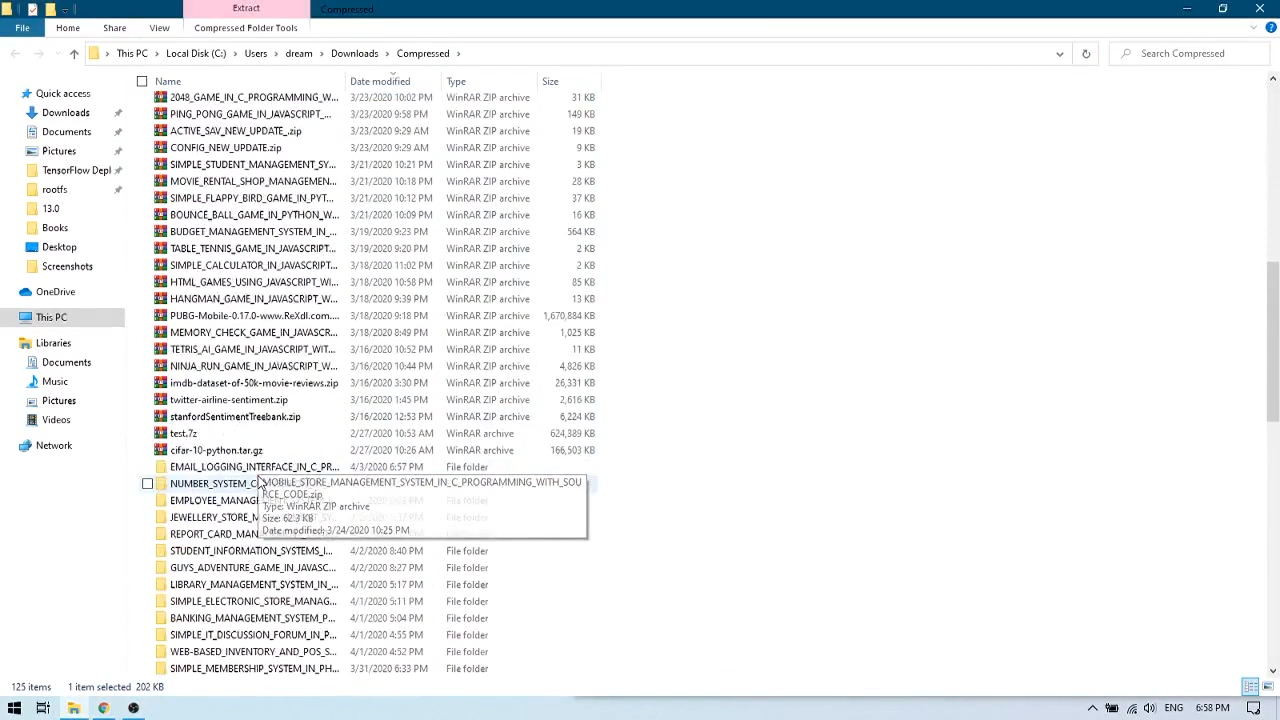 Extract
Compressed
File
Home
Share
View
Compressed Folder Tools
This PC
Local Disk (C:)
Users
dream
Downloads
Compressed
Search Compressed
Name
Date modified
Type
Size
Quick access
Downloads
Documents
Pictures
TensorFlow Depl
rootfs
13.0
Books
Desktop
Screenshots
OneDrive
This PC
Libraries
Documents
Music
Pictures
Videos
Network
2048_GAME_IN_C_PROGRAMMING_W... 3/23/2020 10:02 PM WinRAR ZIP archive 31 KB
PING_PONG_GAME_IN_JAVASCRIPT_... 3/23/2020 9:58 PM WinRAR ZIP archive 149 KB
ACTIVE_SAV_NEW_UPDATE_.zip 3/23/2020 9:29 AM WinRAR ZIP archive 19 KB
CONFIG_NEW_UPDATE.zip 3/23/2020 9:29 AM WinRAR ZIP archive 9 KB
SIMPLE_STUDENT_MANAGEMENT_SY... 3/21/2020 10:21 PM WinRAR ZIP archive 3 KB
MOVIE_RENTAL_SHOP_MANAGEMEN... 3/21/2020 10:18 PM WinRAR ZIP archive 28 KB
SIMPLE_FLAPPY_BIRD_GAME_IN_PYT... 3/21/2020 10:12 PM WinRAR ZIP archive 37 KB
BOUNCE_BALL_GAME_IN_PYTHON_W... 3/21/2020 10:09 PM WinRAR ZIP archive 16 KB
BUDGET_MANAGEMENT_SYSTEM_IN_... 3/19/2020 9:23 PM WinRAR ZIP archive 564 KB
TABLE_TENNIS_GAME_IN_JAVASCRIPT... 3/19/2020 9:20 PM WinRAR ZIP archive 2 KB
SIMPLE_CALCULATOR_IN_JAVASCRIPT... 3/18/2020 11:02 PM WinRAR ZIP archive 2 KB
HTML_GAMES_USING_JAVASCRIPT_W... 3/18/2020 10:58 PM WinRAR ZIP archive 85 KB
HANGMAN_GAME_IN_JAVASCRIPT_W... 3/18/2020 9:39 PM WinRAR ZIP archive 13 KB
PUBG-Mobile-0.17.0-www.ReXdl.com.... 3/18/2020 9:18 PM WinRAR ZIP archive 1,670,884 KB
MEMORY_CHECK_GAME_IN_JAVASCR... 3/18/2020 8:49 PM WinRAR ZIP archive 1,025 KB
TETRIS_AI_GAME_IN_JAVASCRIPT_WIT... 3/16/2020 10:52 PM WinRAR ZIP archive 11 KB
NINJA_RUN_GAME_IN_JAVASCRIPT_W... 3/16/2020 10:44 PM WinRAR ZIP archive 4,826 KB
imdb-dataset-of-50k-movie-reviews.zip 3/16/2020 3:30 PM WinRAR ZIP archive 26,331 KB
twitter-airline-sentiment.zip 3/16/2020 1:45 PM WinRAR ZIP archive 2,616 KB
stanfordSentimentTreebank.zip 3/16/2020 12:53 PM WinRAR ZIP archive 6,224 KB
test.7z 2/27/2020 10:53 AM WinRAR archive 624,389 KB
cifar-10-python.tar.gz 2/27/2020 10:26 AM WinRAR archive 166,503 KB
EMAIL_LOGGING_INTERFACE_IN_C_PR... 4/3/2020 6:57 PM File folder
NUMBER_SYSTEM_C
MOBILE_STORE_MANAGEMENT_SYSTEM_IN_C_PROGRAMMING_WITH_SOU
RCE_CODE.zip
EMPLOYEE_MANA
Type: WinRAR ZIP archive
JEWELLERY_STORE_M
Size: 62.3 KB
REPORT_CARD_MAN
Date modified: 3/24/2020 10:25 PM
STUDENT_INFORMATION_SYSTEMS_I... 4/2/2020 8:40 PM File folder
GUYS_ADVENTURE_GAME_IN_JAVASC... 4/2/2020 8:27 PM File folder
LIBRARY_MANAGEMENT_SYSTEM_IN_... 4/1/2020 5:17 PM File folder
SIMPLE_ELECTRONIC_STORE_MANAG... 4/1/2020 5:11 PM File folder
BANKING_MANAGEMENT_SYSTEM_P... 4/1/2020 5:04 PM File folder
SIMPLE_IT_DISCUSSION_FORUM_IN_P... 4/1/2020 4:55 PM File folder
WEB-BASED_INVENTORY_AND_POS_S... 4/1/2020 4:52 PM File folder
SIMPLE_MEMBERSHIP_SYSTEM_IN_PH... 3/31/2020 6:33 PM File folder
125 items
1 item selected 202 KB
ENG
6:58 PM